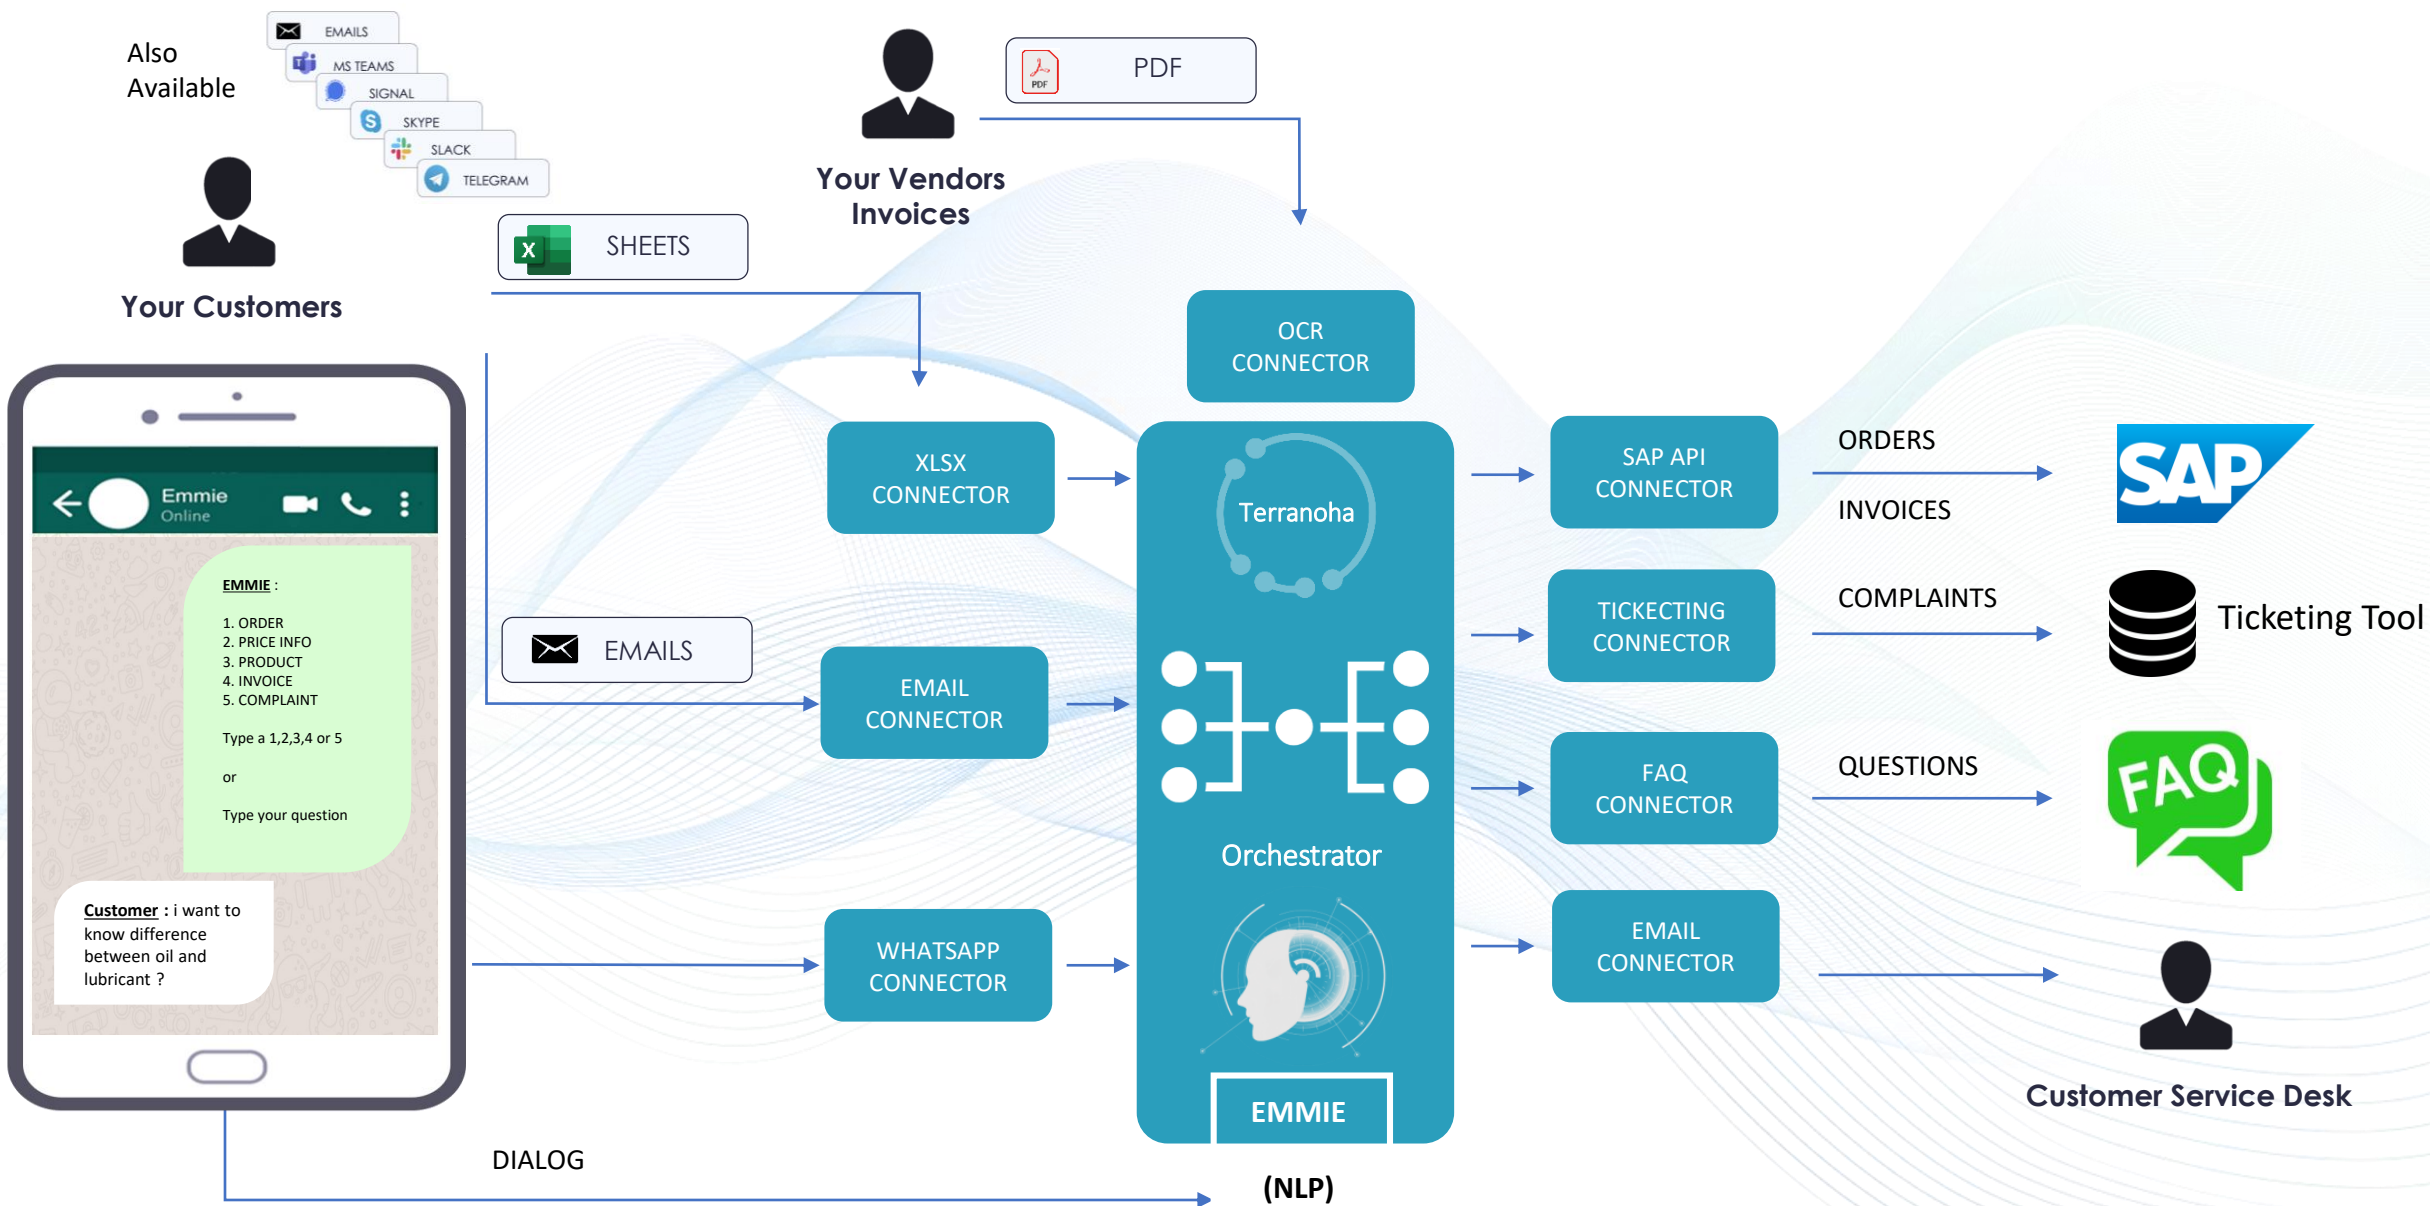 Also
Available
EMAILS
MS TEAMS
SIGNAL
SKYPE
SLACK
TELEGRAM
Your Customers
SHEETS
X
Your Vendors
Invoices
PDF
PDF
OCR
CONNECTOR
Emmie
Online
EMMIE :
1. ORDER
2. PRICE INFO
3. PRODUCT
4. INVOICE
5. COMPLAINT
Type a 1,2,3,4 or 5
or
Type your question
Customer : i want to
know difference
between oil and
lubricant ?
EMAILS
XLSX
CONNECTOR
EMAIL
CONNECTOR
WHATSAPP
CONNECTOR
DIALOG
Terranoha
Orchestrator
EMMIE
(NLP)
SAP API
CONNECTOR
TICKECTING
CONNECTOR
FAQ
CONNECTOR
EMAIL
CONNECTOR
ORDERS
INVOICES
COMPLAINTS
QUESTIONS
SAP
Ticketing Tool
FAQ
Customer Service Desk